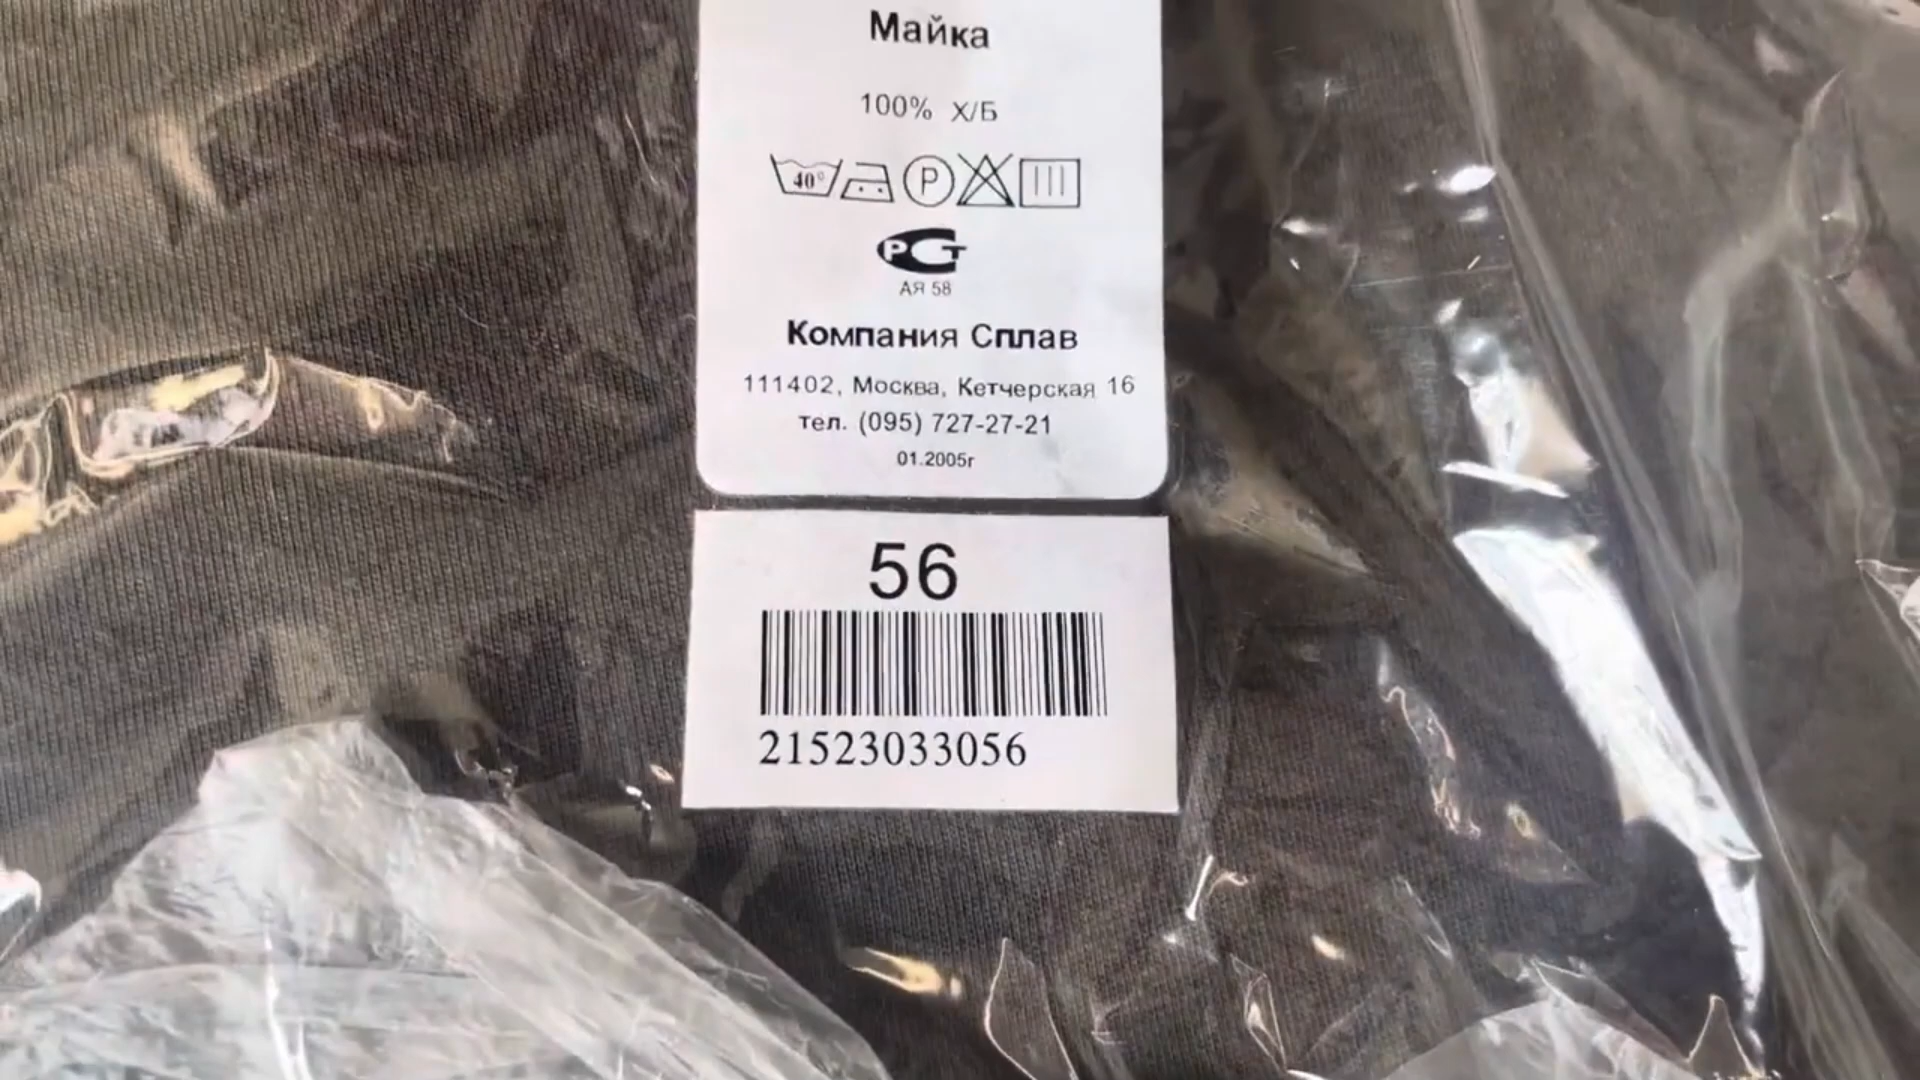 Майка
100% Х/Б
40°
P
РСТ
АЯ 58
Компания Сплав
111402, Москва, Кетчерская 16
тел. (095) 727-27-21
01.2005г
56
21523033056